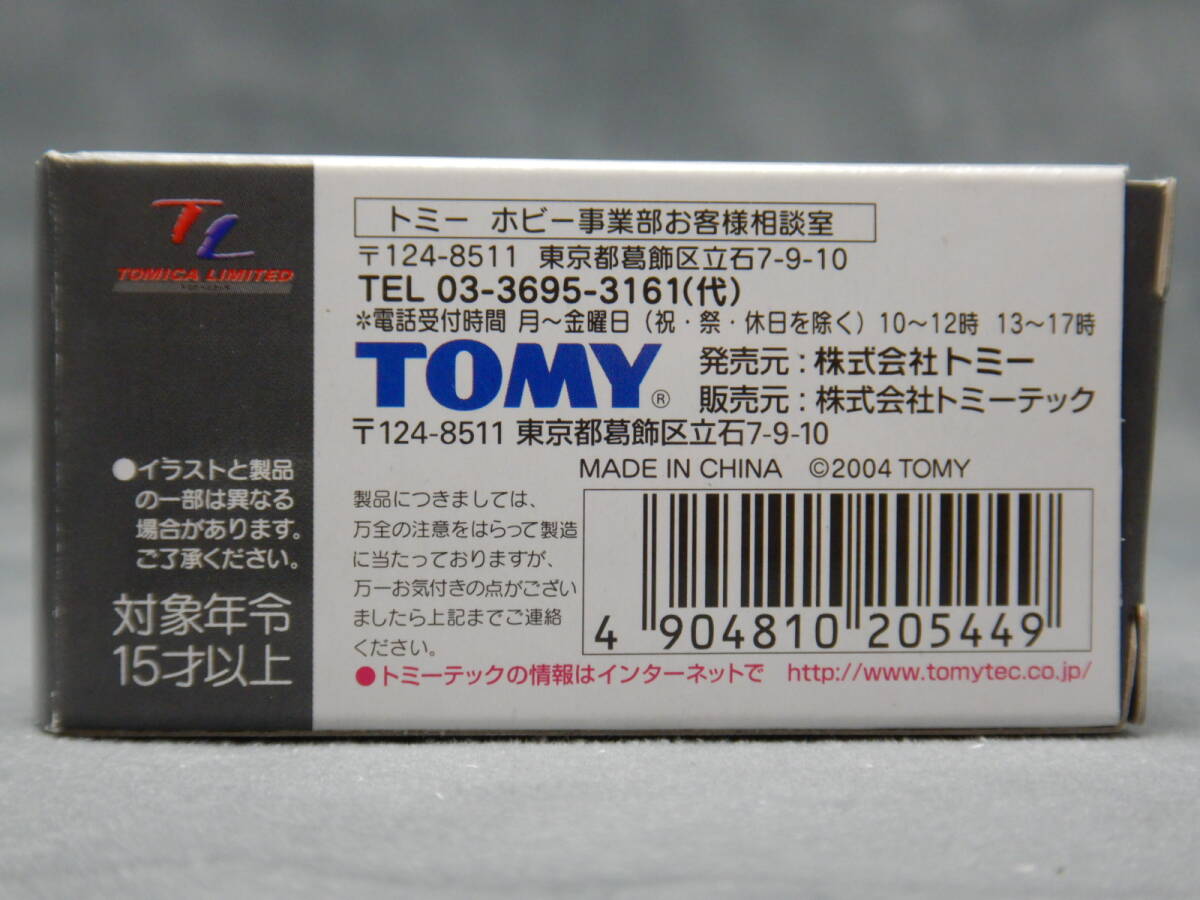 TL
TOMICA LIMITED
●イラストと製品
の一部は異なる
場合があります。
ご了承ください。
対象年令
15才以上
トミー ホビー事業部お客様相談室
〒124-8511 東京都葛飾区立石7-9-10
TEL 03-3695-3161(代)
*電話受付時間 月〜金曜日(祝・祭・休日を除く)10〜12時 13〜17時
TOMY®
発売元:株式会社トミー
販売元:株式会社トミーテック
〒124-8511 東京都葛飾区立石7-9-10
MADE IN CHINA ©2004 TOMY
製品につきましては、
万全の注意をはらって製造
に当たっておりますが、
万一お気付きの点がござい
ましたら上記までご連絡
ください。
4 904810 205449
●トミーテックの情報はインターネットで http://www.tomytec.co.jp/